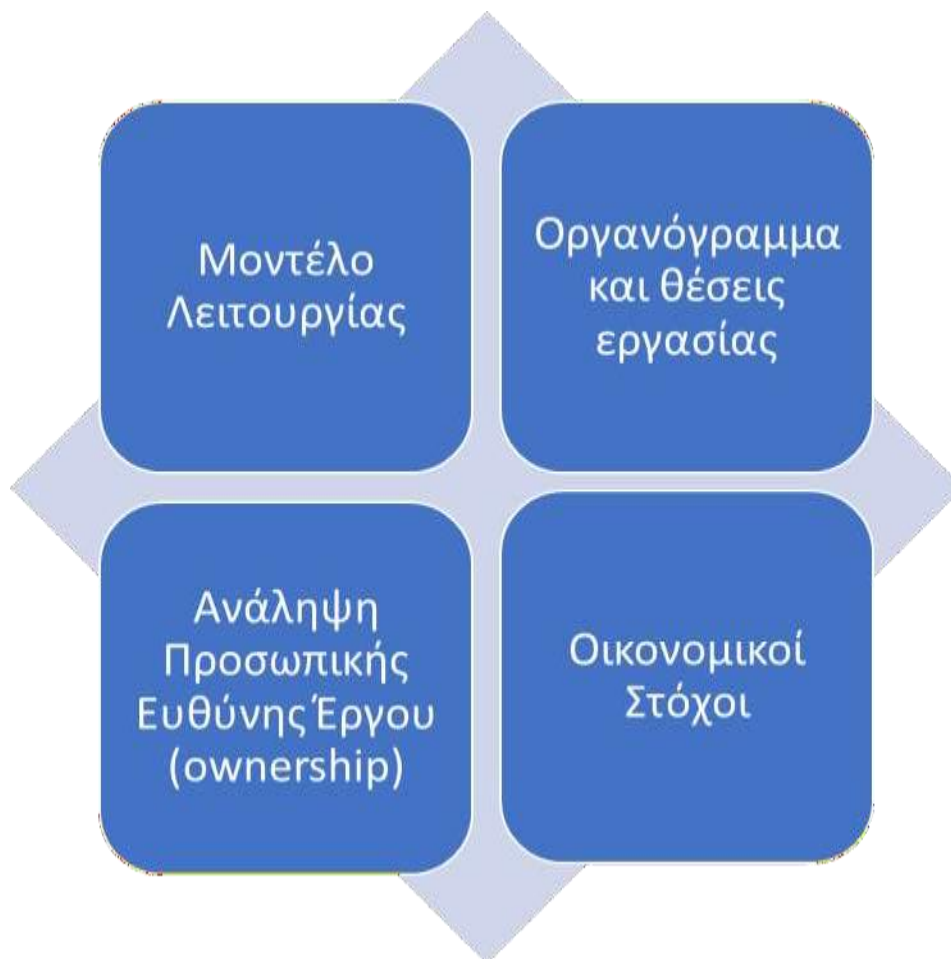 Μοντέλο
Λειτουργίας
Οργανόγραμμα
και θέσεις
εργασίας
Ανάληψη
Προσωπικής
Ευθύνης Έργου
(ownership)
Οικονομικοί
Στόχοι